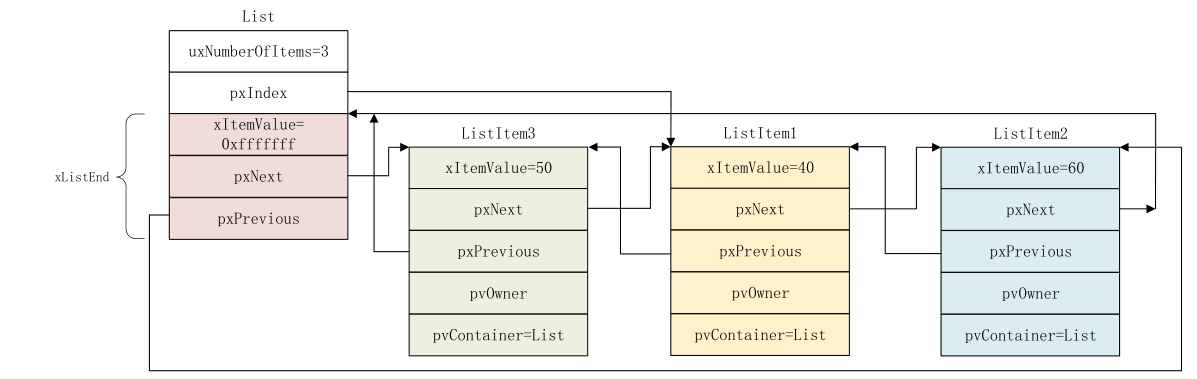 List
uxNumberOfItems=3
pxIndex
xItemValue=
0xfffffff
pxNext
pxPrevious
xListEnd
ListItem3
xItemValue=50
pxNext
pxPrevious
pvOwner
pvContainer=List
ListItem1
xItemValue=40
pxNext
pxPrevious
pvOwner
pvContainer=List
ListItem2
xItemValue=60
pxNext
pxPrevious
pvOwner
pvContainer=List